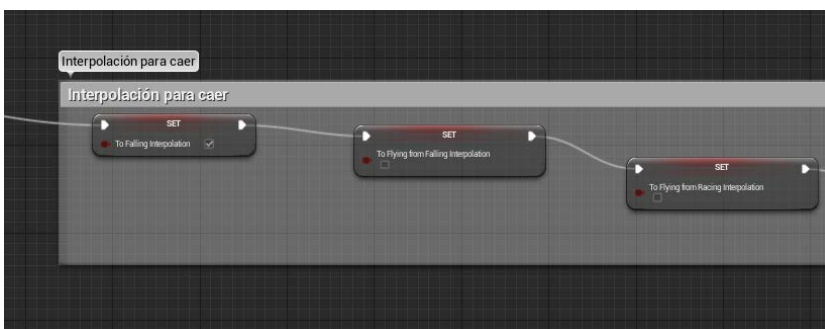 Interpolación para caer
Interpolación para caer
SET
To Falling Interpolation
SET
To Flying from Falling Interpolation
SET
To Flying from Racing Interpolation